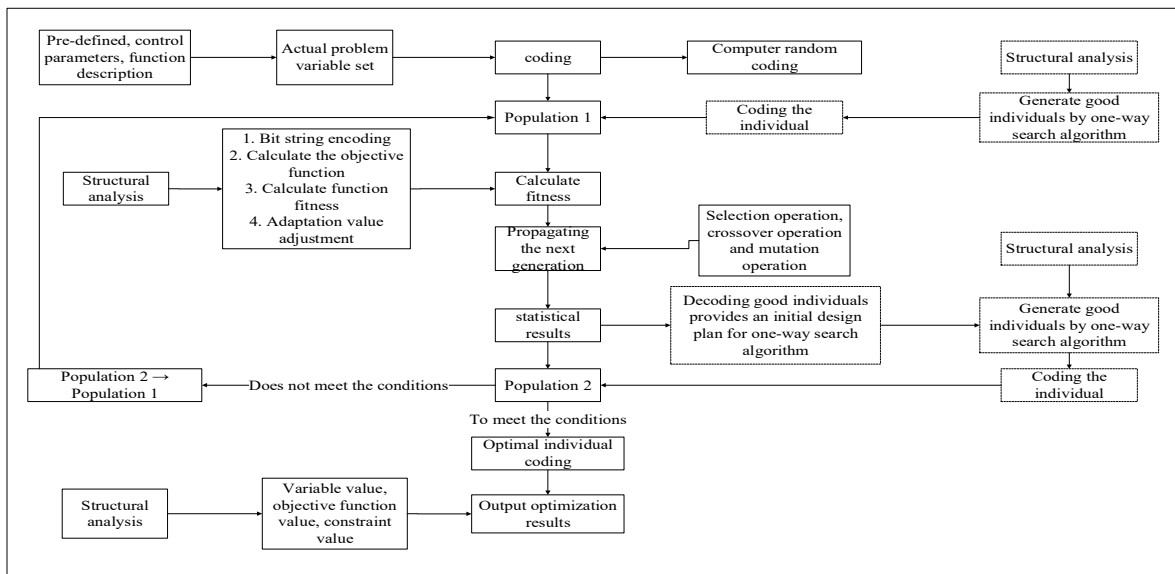 Pre-defined, control
parameters, function
description
Actual problem
variable set
coding
Computer random
coding
Structural analysis
Population 1
Coding the
individual
Generate good
individuals by one-way
search algorithm
Structural
analysis
1. Bit string encoding
2. Calculate the objective
function
3. Calculate function
fitness
4. Adaptation value
adjustment
Calculate
fitness
Propagating
the next
generation
Selection operation,
crossover operation
and mutation
operation
Structural analysis
statistical
results
Decoding good individuals
provides an initial design
plan for one-way search
algorithm
Generate good
individuals by one-way
search algorithm
Population 2 →
Population 1
Does not meet the conditions
Population 2
Coding the
individual
To meet the conditions
Optimal individual
coding
Structural
analysis
Variable value,
objective function
value, constraint
value
Output optimization
results